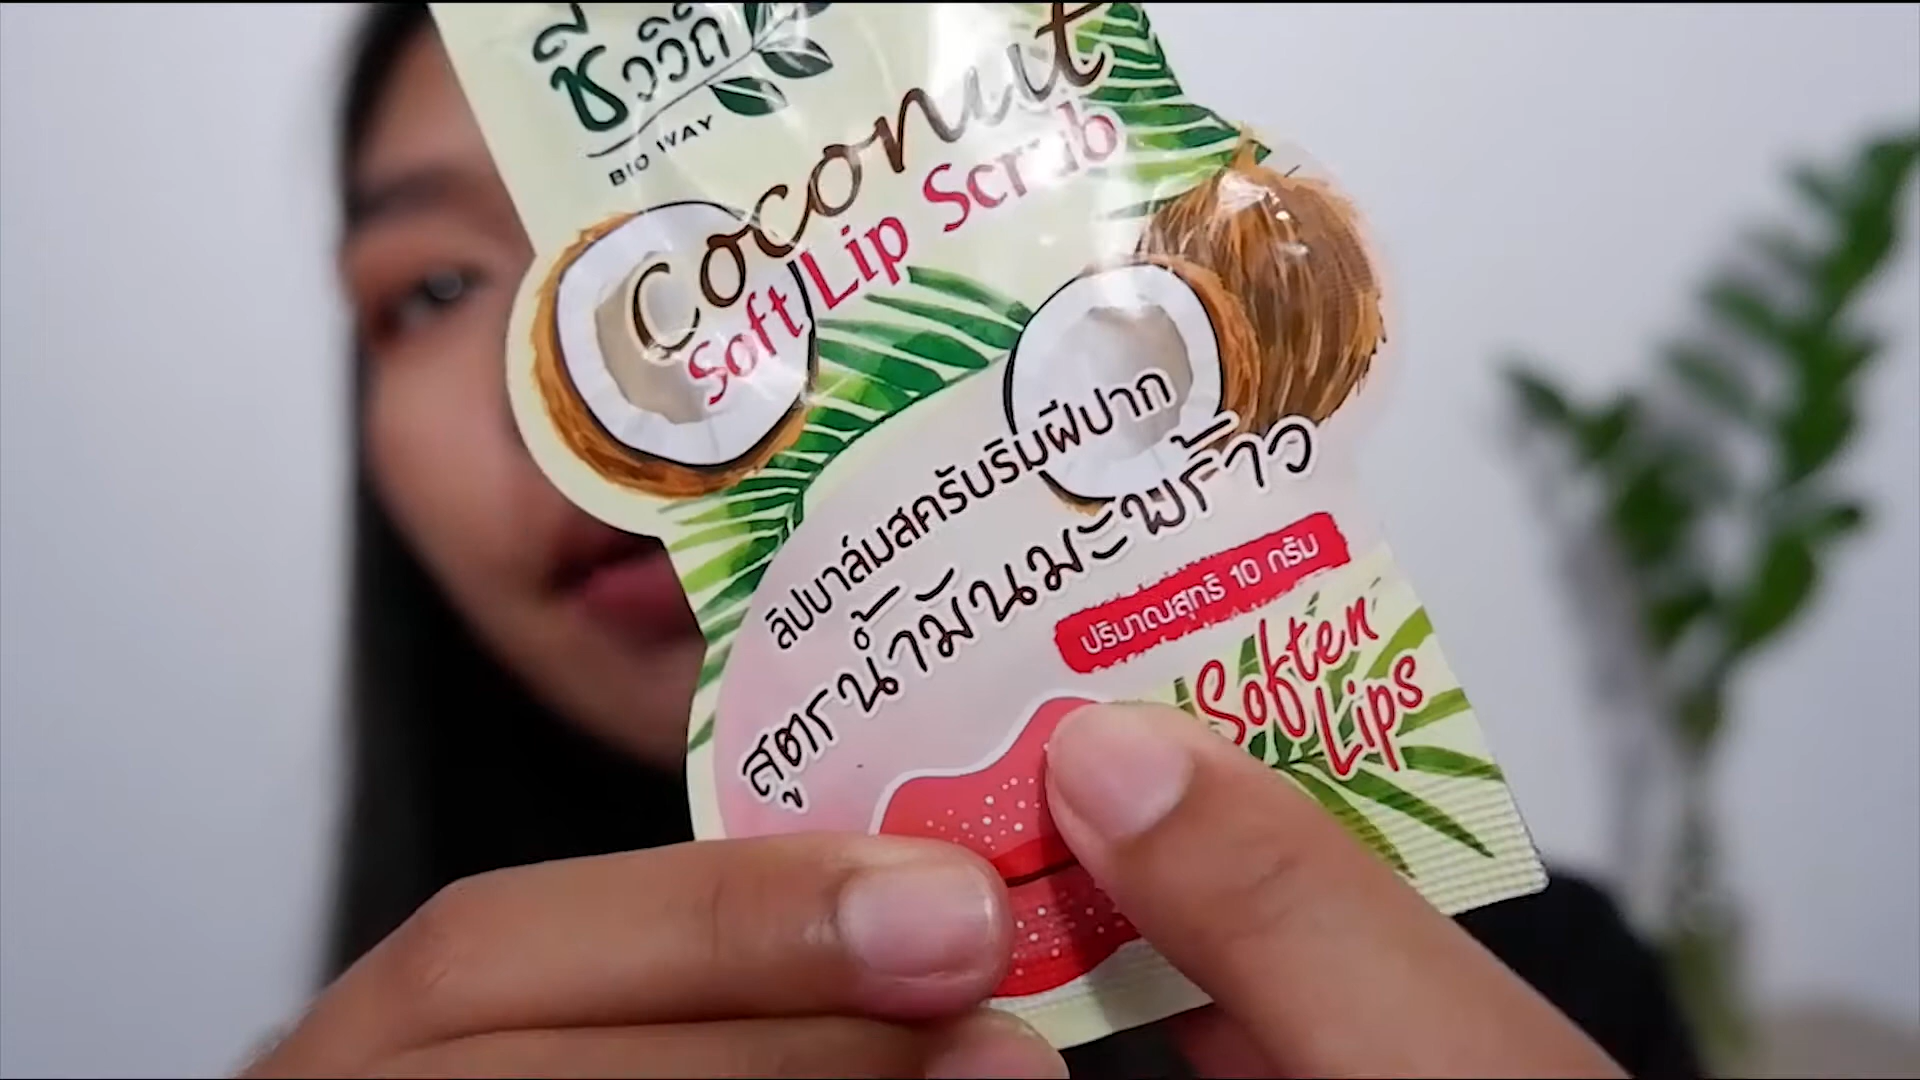 ชีววิถี
BIO WAY
Coconut
Soft Lip Scrub
ลิปบาล์มสครับริมฝีปาก
สูตรน้ำมันมะพร้าว
ปริมาณสุทธิ 10 กรัม
Soften
Lips